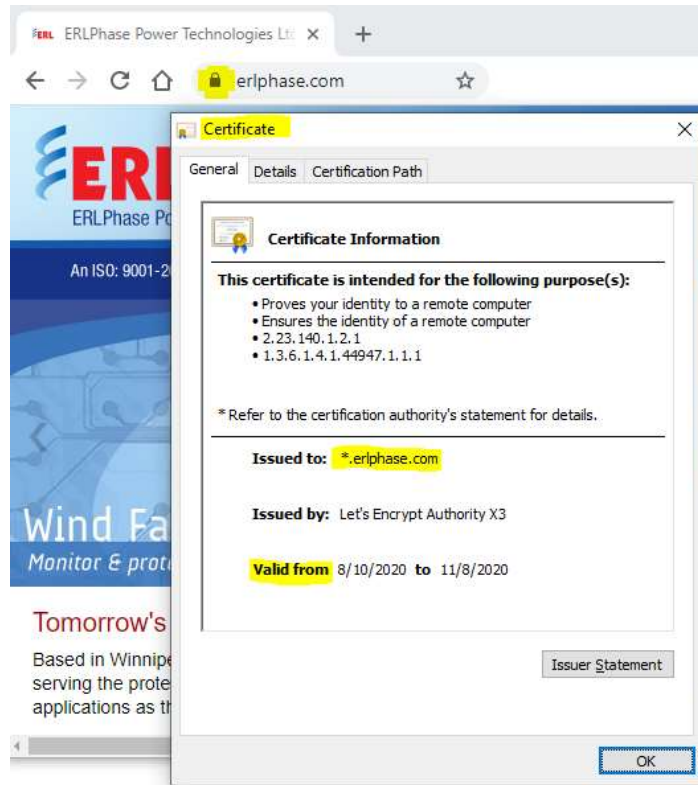 ERL ERLPhase Power Technologies Lt
erlphase.com
Certificate
General Details Certification Path
ERL
ERLPhase
An ISO: 9001-2
Certificate Information
This certificate is intended for the following purpose(s):
• Proves your identity to a remote computer
• Ensures the identity of a remote computer
• 2.23.140.1.2.1
• 1.3.6.1.4.1.44947.1.1.1
* Refer to the certification authority's statement for details.
Issued to: *.erlphase.com
Issued by: Let's Encrypt Authority X3
Valid from 8/10/2020 to 11/8/2020
Wind Fa
Monitor & prot
Tomorrow's
Based in Winnip
serving the prote
applications as t
Issuer Statement
OK